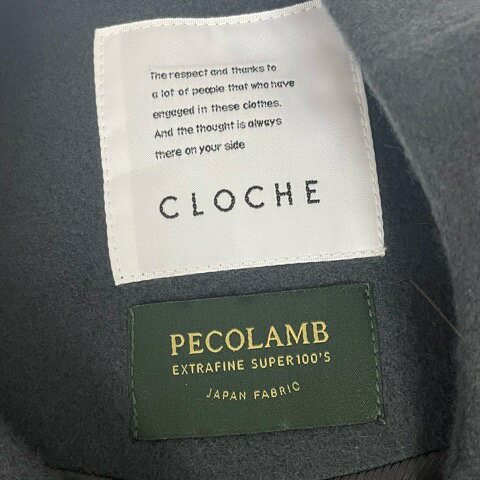 The respect and thanks to
a lot of people that who have
engaged in these clothes.
And the thought is always
there on your side
CLOCHE
PECOLAMB
EXTRAFINE SUPER100'S
JAPAN FABRIC